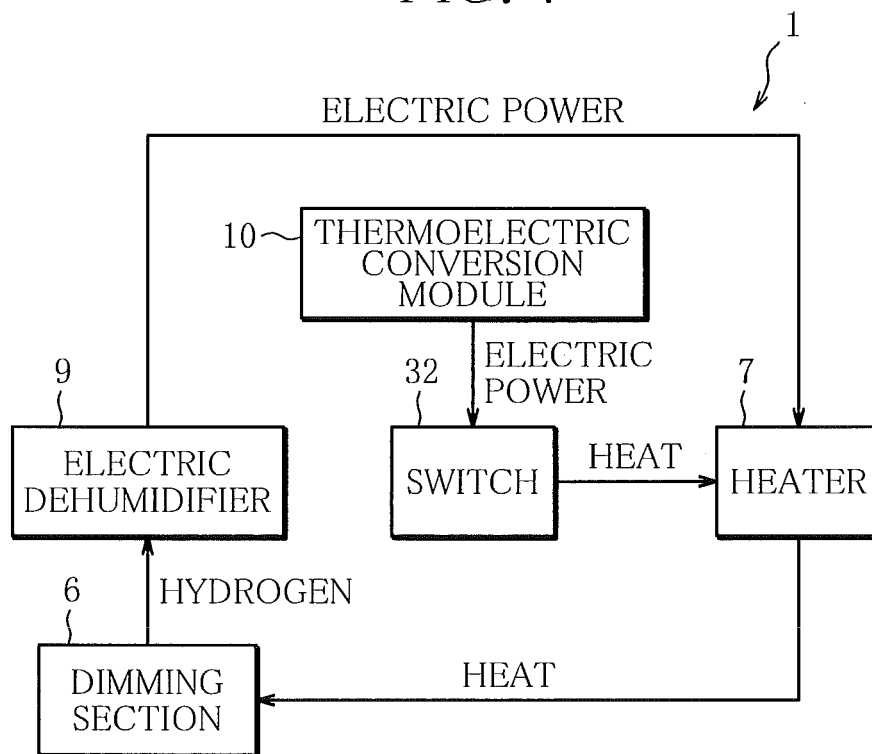 1
ELECTRIC POWER
10
THERMOELECTRIC
CONVERSION
MODULE
ELECTRIC
POWER
9
32
7
ELECTRIC
DEHUMIDIFIER
SWITCH
HEAT
HEATER
HYDROGEN
6
DIMMING
SECTION
HEAT